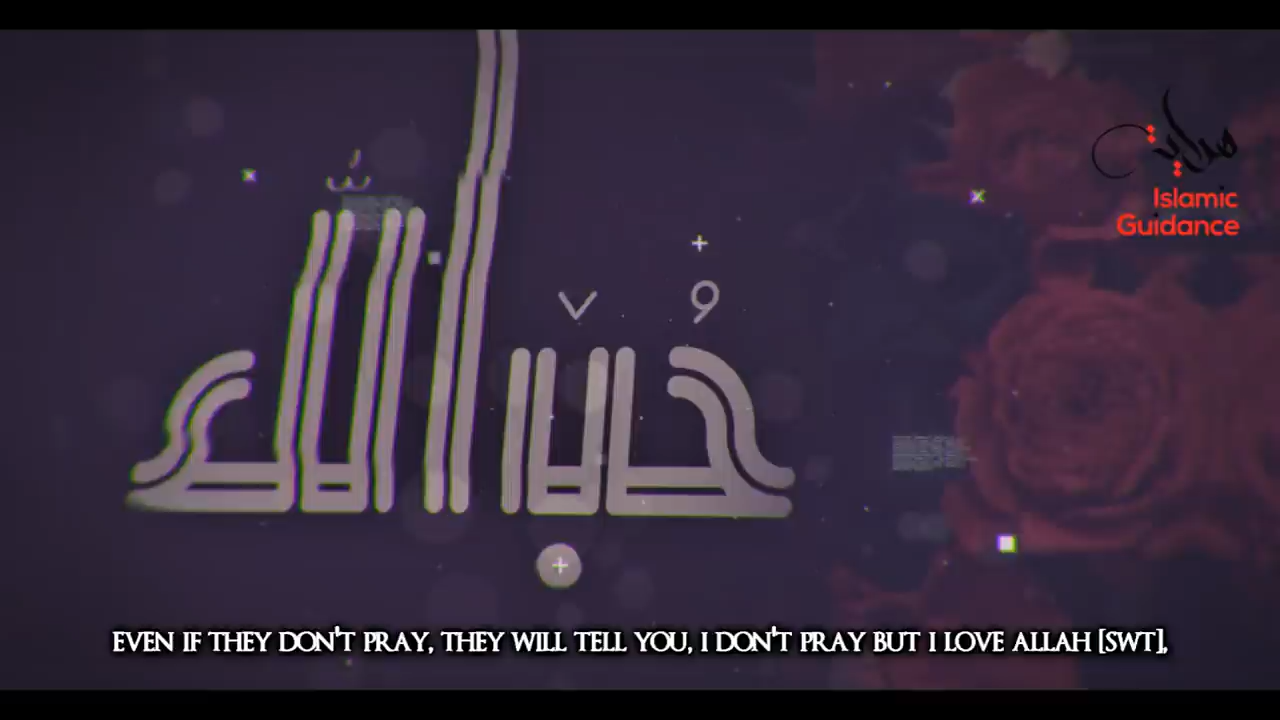 هداية
Islamic
Guidance
حُب الله
EVEN IF THEY DON'T PRAY, THEY WILL TELL YOU, I DON'T PRAY BUT I LOVE ALLAH [SWT],